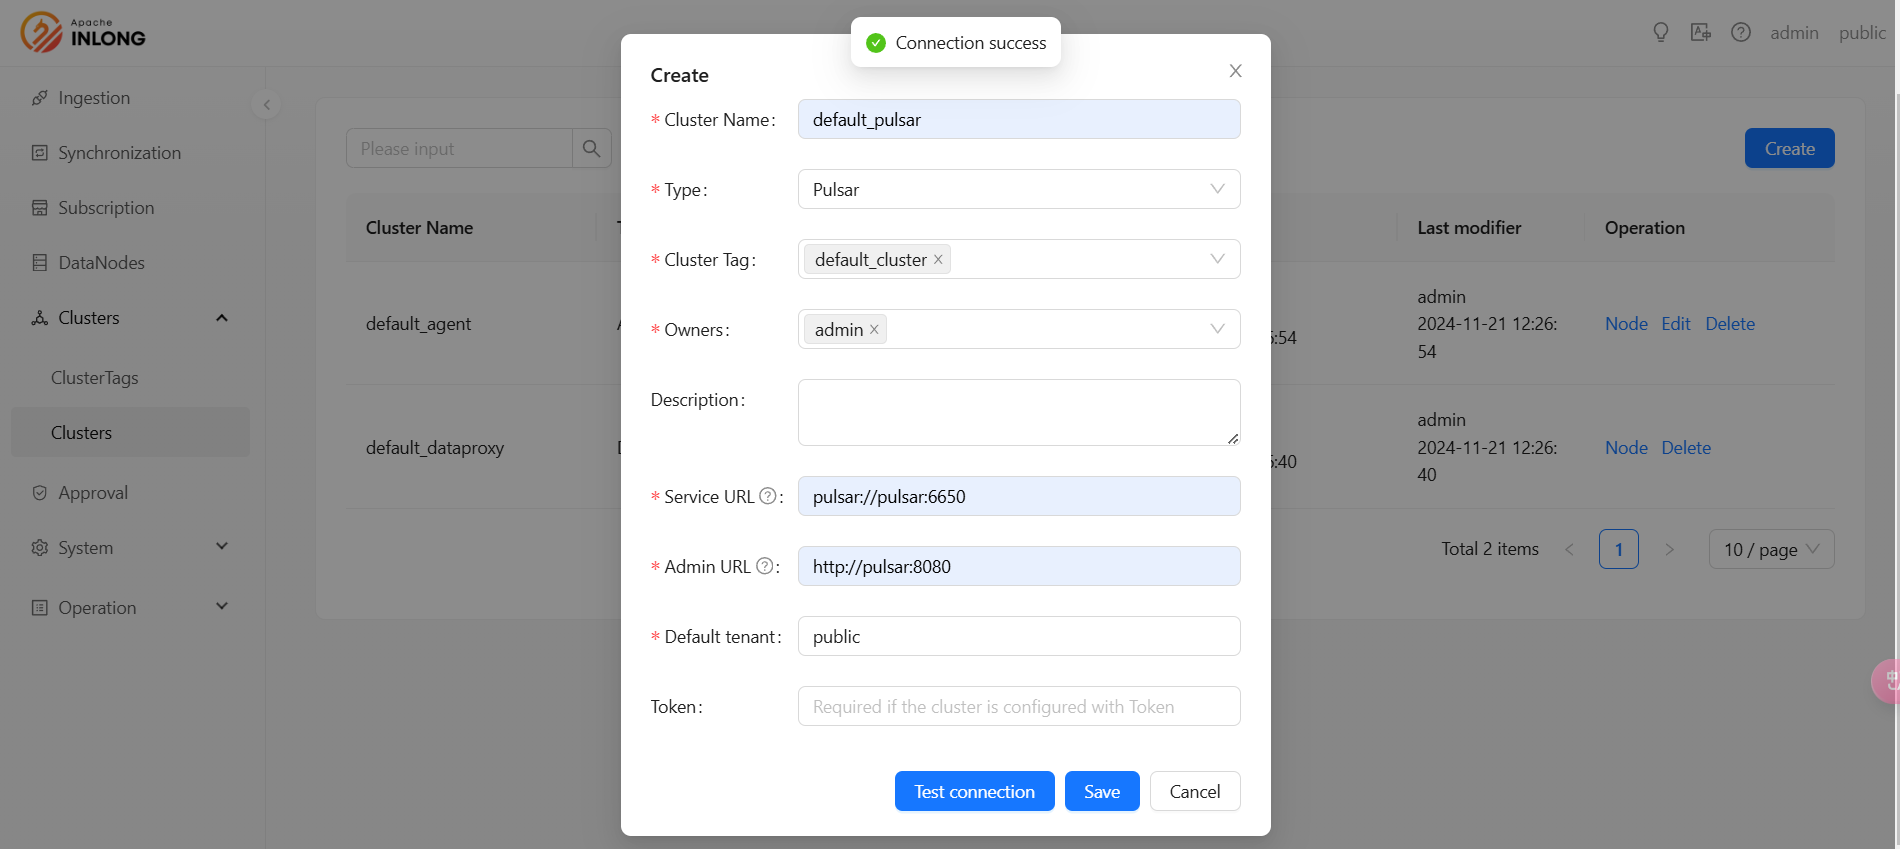 Apache
INLONG
Connection success
admin
public
Ingestion
Synchronization
Subscription
DataNodes
Clusters
ClusterTags
Clusters
Approval
System
Operation
Please input
Create
Cluster Name
Last modifier
Operation
default_agent
:54
admin
2024-11-21 12:26:
54
Node Edit Delete
default_dataproxy
:40
admin
2024-11-21 12:26:
40
Node Delete
Total 2 items
1
10 / page
Create
* Cluster Name:
default_pulsar
* Type:
Pulsar
* Cluster Tag:
default_cluster
* Owners:
admin
Description:
* Service URL :
pulsar://pulsar:6650
* Admin URL :
http://pulsar:8080
* Default tenant:
public
Token:
Required if the cluster is configured with Token
Test connection
Save
Cancel